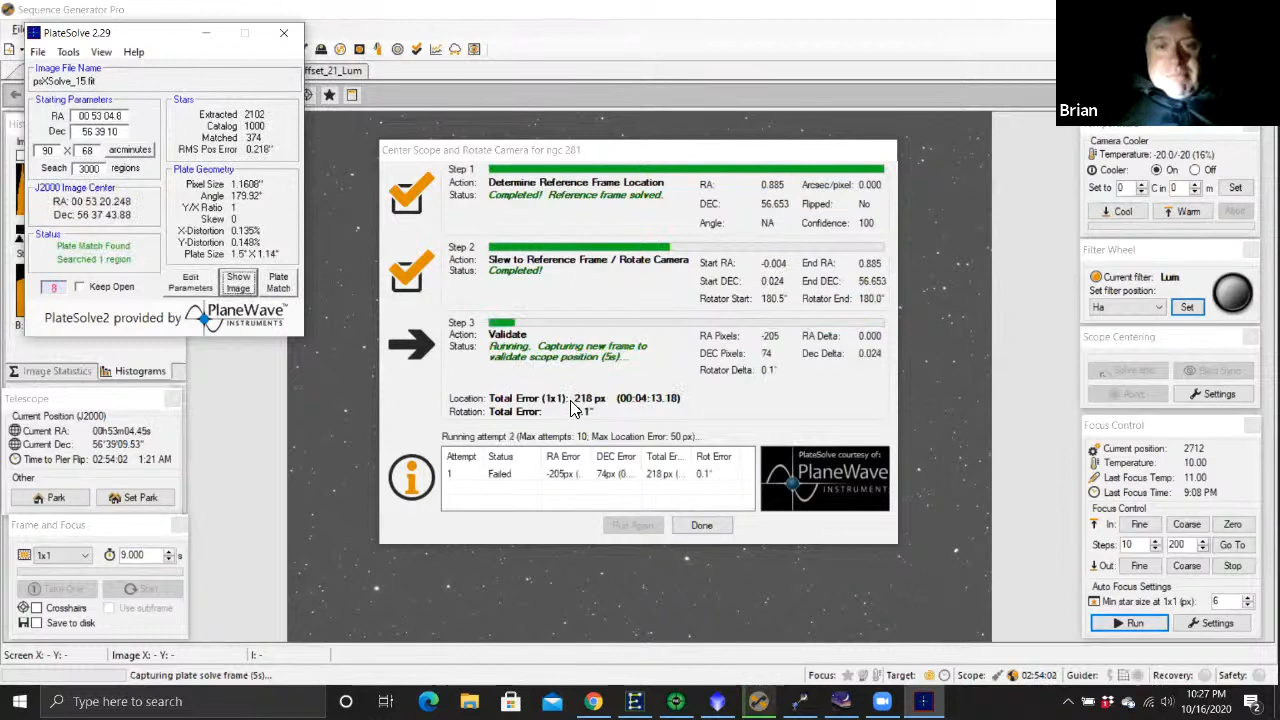 Sequence Generator Pro
PlateSolve 2.29
File Tools View Help
Image File Name
psXSolve_15.fit
Starting Parameters
RA 00 53 04.8
Dec 56 39 10
90 X 68 arcminutes
Seach 3000 regions
J2000 Image Center
RA: 00 53 20.248
Dec: 56 37 43.88
Status
Plate Match Found
Searched 1 region
Stars
Extracted 2102
Catalog 1000
Matched 374
RMS Pos Error 0.218"
Plate Geometry
Pixel Size 1.1608"
Angle 179.92°
Y/X Ratio 1
Skew 0
X-Distortion 0.135%
Y-Distortion 0.148%
Plate Size 1.5° X 1.14°
8 Keep Open
Edit Parameters
Show Image
Plate Match
PlateSolve2 provided by PlaneWave INSTRUMENTS
ffset_21_Lum
Image Statistics Histograms
Telescope
Current Position (J2000)
Current RA: 00h53m04.45s
Current Dec: 56°39'09.53"
Time to Pier Flip: 02:54:02 1:21 AM
Other
Park Set Park
Frame and Focus
1x1 9.000 s
Take One Start
Crosshairs Use subframe
Save to disk
Center Scope and Rotate Camera for ngc 281
Step 1
Action: Determine Reference Frame Location
Status: Completed! Reference frame solved.
RA: 0.885 Arcsec/pixel: 0.000
DEC: 56.653 Flipped: No
Angle: NA Confidence: 100
Step 2
Action: Slew to Reference Frame / Rotate Camera
Status: Completed!
Start RA: -0.004 End RA: 0.885
Start DEC: 0.024 End DEC: 56.653
Rotator Start: 180.5° Rotator End: 180.0°
Step 3
Action: Validate
Status: Running. Capturing new frame to
validate scope position (5s)...
RA Pixels: -205 RA Delta: 0.000
DEC Pixels: 74 Dec Delta: 0.024
Rotator Delta: 0.1°
Location: Total Error (1x1): 218 px (00:04:13.18)
Rotation: Total Error:
Running attempt 2 (Max attempts: 10; Max Location Error: 50 px)...
Attempt Status RA Error DEC Error Total Er... Rot Error
1 Failed -205px (. 74px (0... 218 px (... 0.1°
PlateSolve courtesy of:
PlaneWave
INSTRUMENTS
Run Again Done
Brian
Camera Cooler
Temperature: -20.0/-20 (16%)
Cooler: On Off
Set to 0 C in 0 m Set
Cool Warm Abort
Filter Wheel
Current filter: Lum
Set filter position:
Ha Set
Scope Centering
Settings
Focus Control
Current position: 2712
Temperature: 10.00
Last Focus Temp: 11.00
Last Focus Time: 9:08 PM
Focus Control
In: Fine Coarse Zero
Steps: 10 200 Go To
Out: Fine Coarse Stop
Auto Focus Settings
Min star size at 1x1 (px): 6
Run Settings
Screen X: - Y: - Image X: - Y: - I: -
Capturing plate solve frame (5s)...
Focus: Target: Scope: 02:54:02 Guider: Recovery: Safety:
Type here to search
10:27 PM
10/16/2020
2